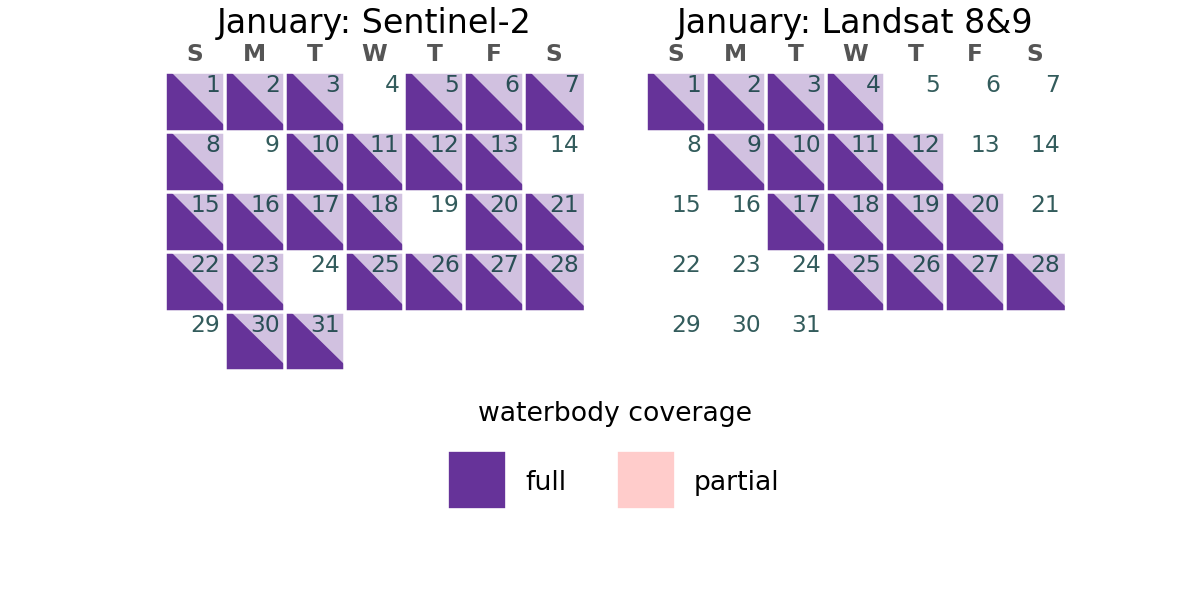 January: Sentinel-2
S M T W T F S
1 2 3 4 5 6 7
8 9 10 11 12 13 14
15 16 17 18 19 20 21
22 23 24 25 26 27 28
29 30 31
January: Landsat 8&9
S M T W T F S
1 2 3 4 5 6 7
8 9 10 11 12 13 14
15 16 17 18 19 20 21
22 23 24 25 26 27 28
29 30 31
waterbody coverage
full partial